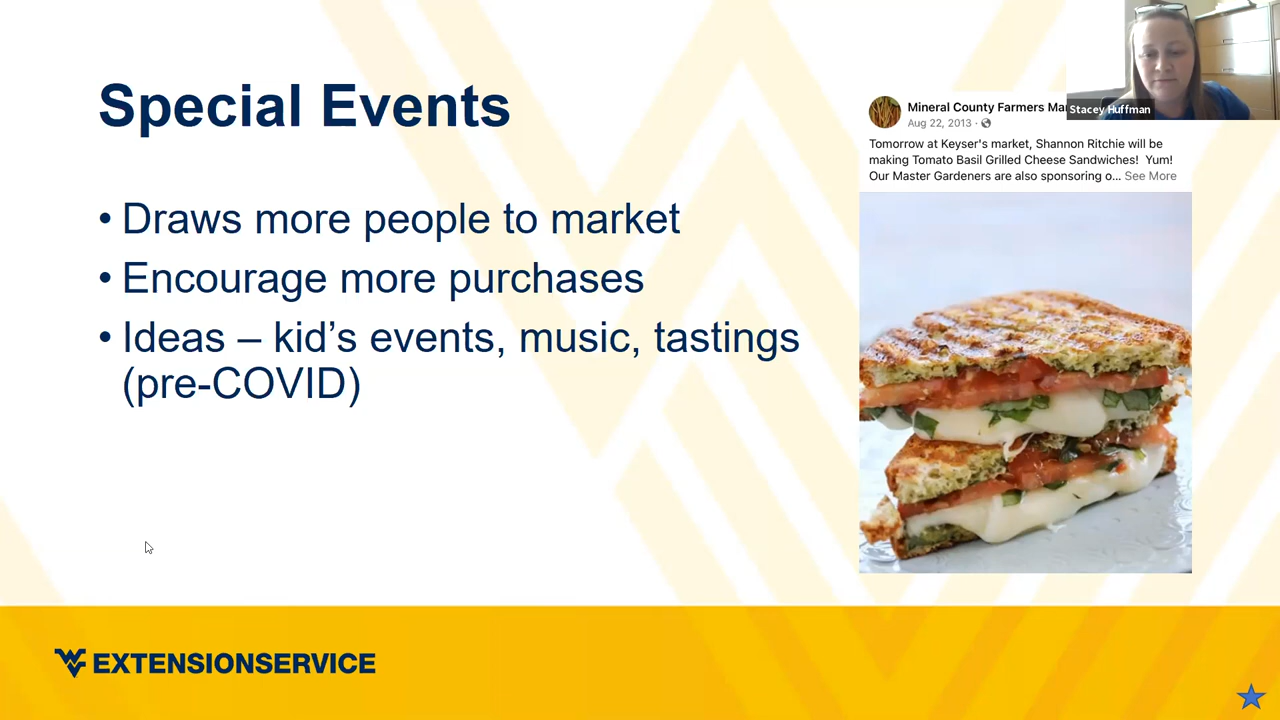 Special Events
• Draws more people to market
• Encourage more purchases
• Ideas – kid’s events, music, tastings
(pre-COVID)
Mineral County Farmers
Aug 22, 2013 ·
Tomorrow at Keyser's market, Shannon Ritchie will be
making Tomato Basil Grilled Cheese Sandwiches! Yum!
Our Master Gardeners are also sponsoring o... See More
Stacey Huffman
WV EXTENSIONSERVICE